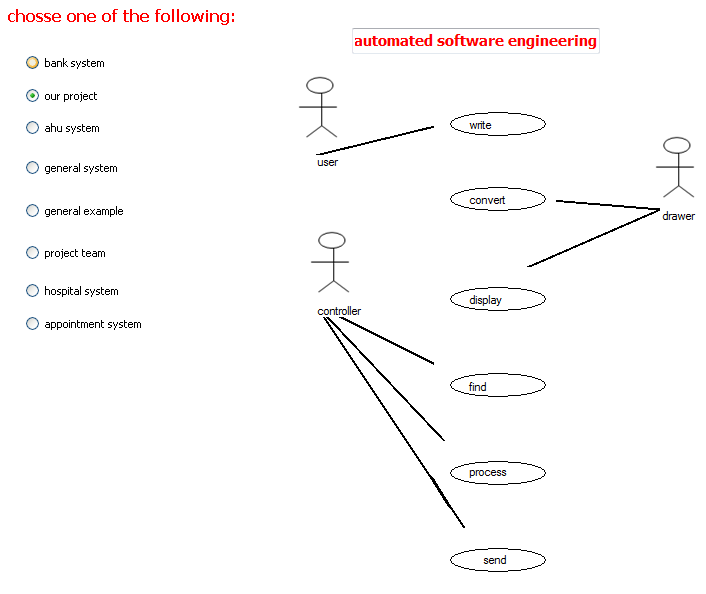 chosse one of the following:
bank system
our project
ahu system
general system
general example
project team
hospital system
appointment system
automated software engineering
user
write
convert
drawer
display
controller
find
process
send